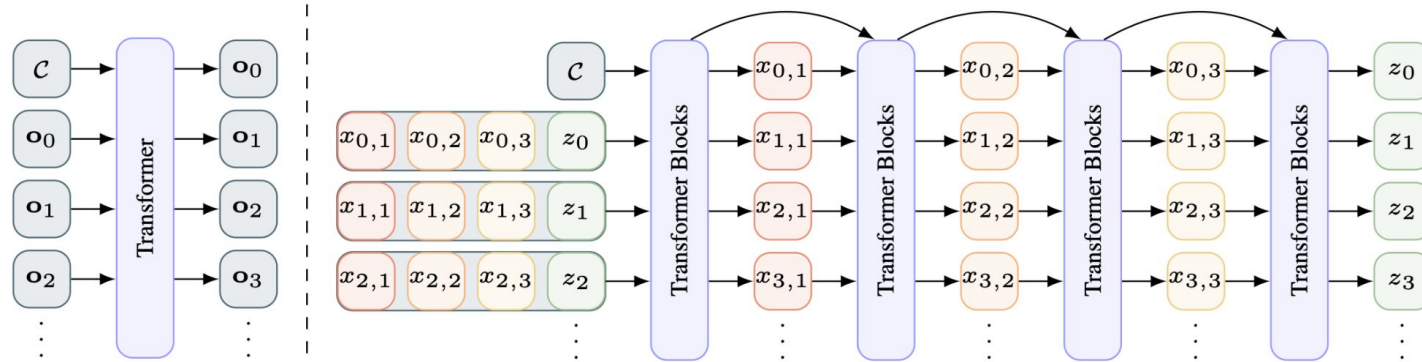 𝒞 Transformer 𝐨₀
𝐨₀ 𝐨₁
𝐨₁ 𝐨₂
𝐨₂ 𝐨₃
⋮ ⋮
𝒞 Transformer Blocks x₀,₁ Transformer Blocks x₀,₂ Transformer Blocks x₀,₃ Transformer Blocks z₀
x₀,₁ x₀,₂ x₀,₃ z₀ x₁,₁ x₁,₂ x₁,₃ z₁
x₁,₁ x₁,₂ x₁,₃ z₁ x₂,₁ x₂,₂ x₂,₃ z₂
x₂,₁ x₂,₂ x₂,₃ z₂ x₃,₁ x₃,₂ x₃,₃ z₃
⋮ ⋮ ⋮ ⋮ ⋮